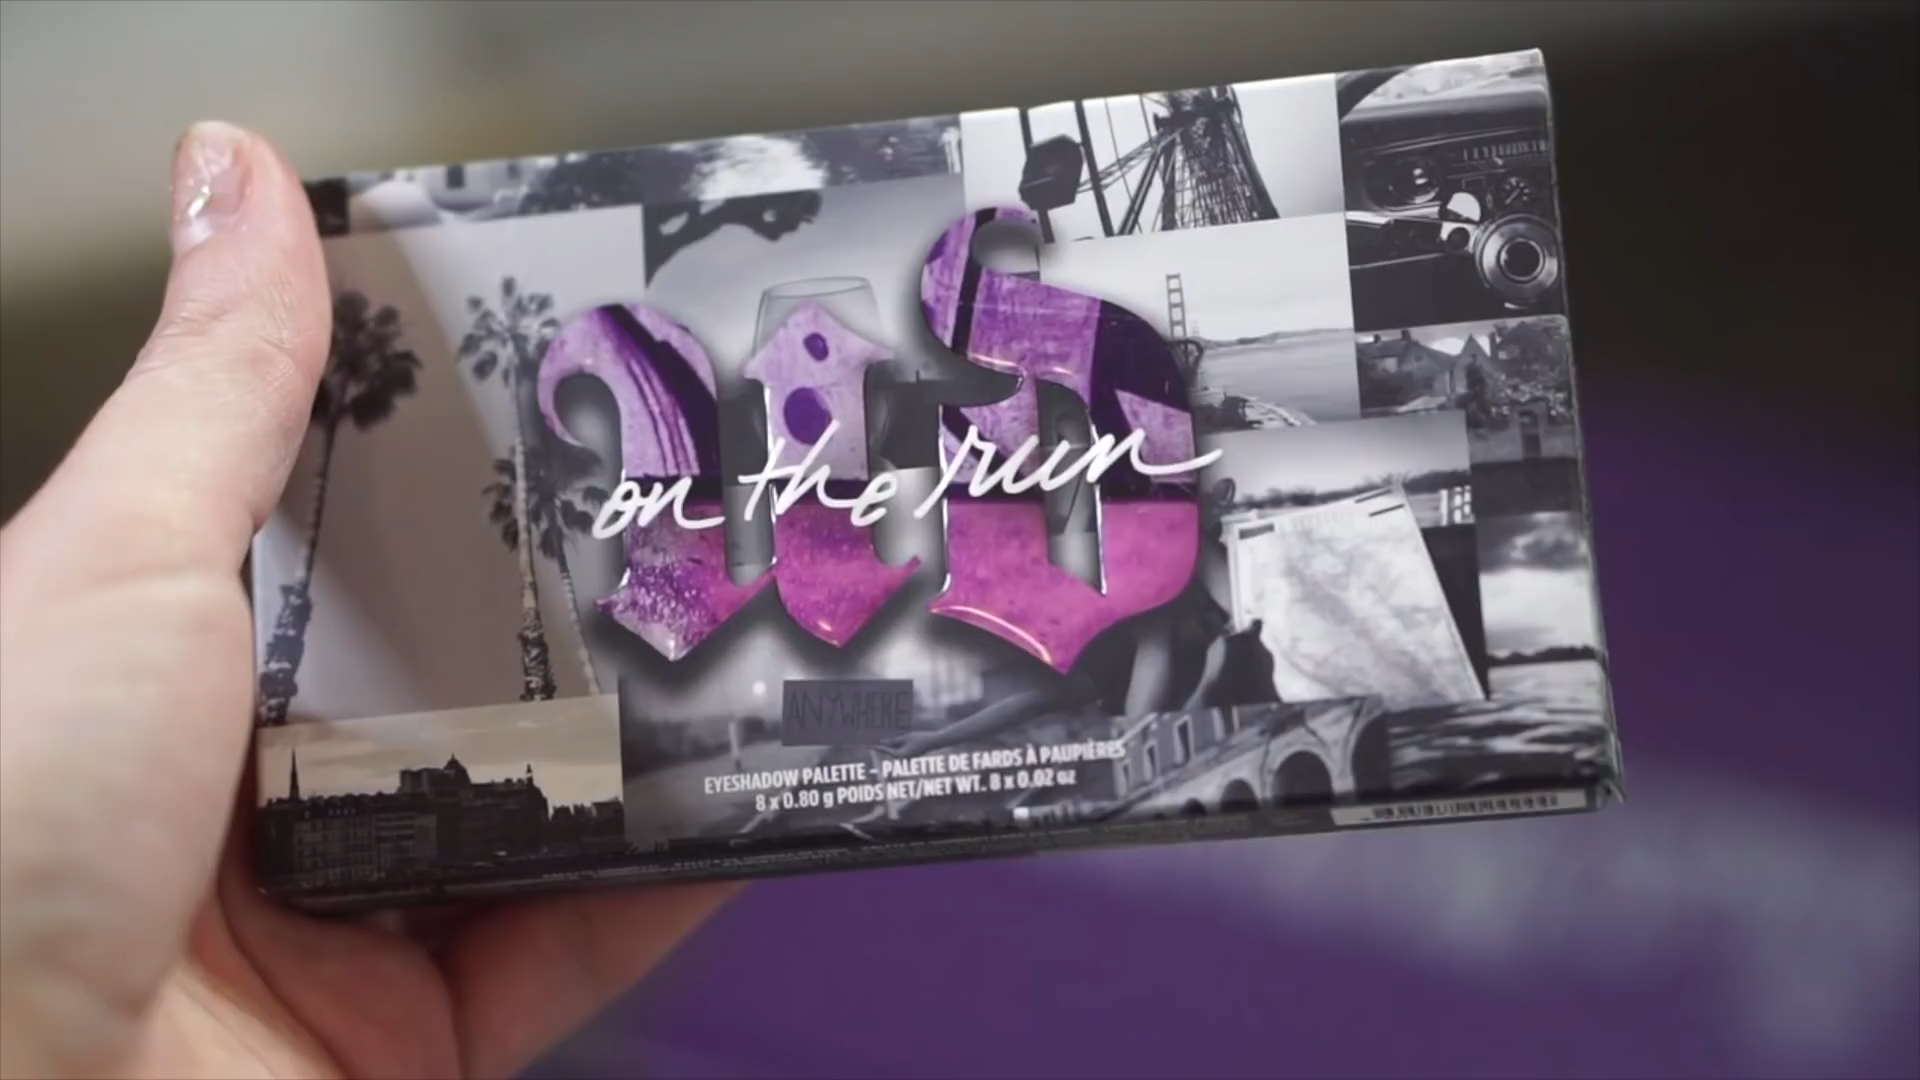 UD
on the run
ANYWHERE
EYESHADOW PALETTE – PALETTE DE FARDS À PAUPIÈRES
8 x 0.80 g POIDS NET/NET WT. 8 x 0.02 oz